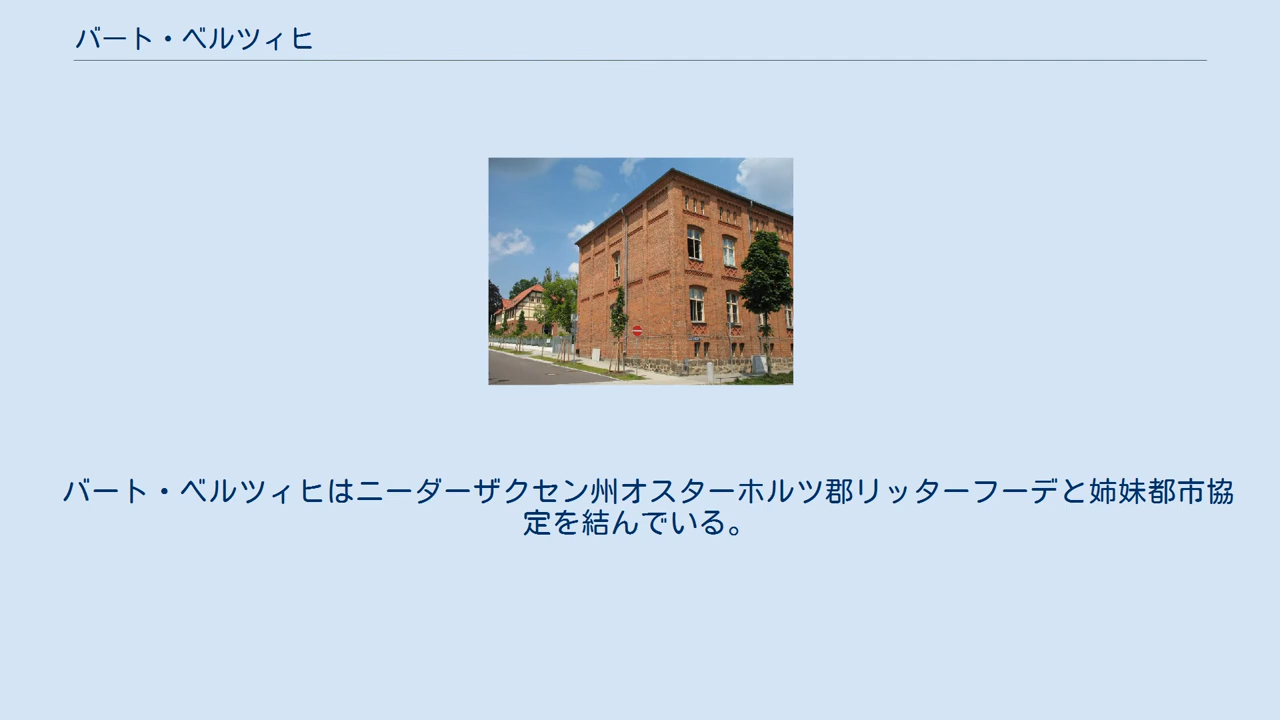 バート・ベルツィヒ
バート・ベルツィヒはニーダーザクセン州オスターホルツ郡リッターフーデと姉妹都市協
定を結んでいる。